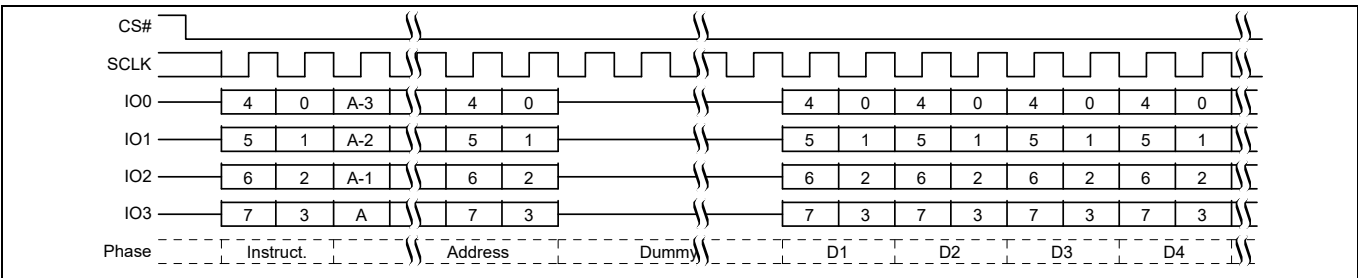 CS#
SCLK
IO0 4 0 A-3 4 0 4 0 4 0 4 0 4 0
IO1 5 1 A-2 5 1 5 1 5 1 5 1 5 1
IO2 6 2 A-1 6 2 6 2 6 2 6 2 6 2
IO3 7 3 A 7 3 7 3 7 3 7 3 7 3
Phase Instruct. Address Dummy D1 D2 D3 D4